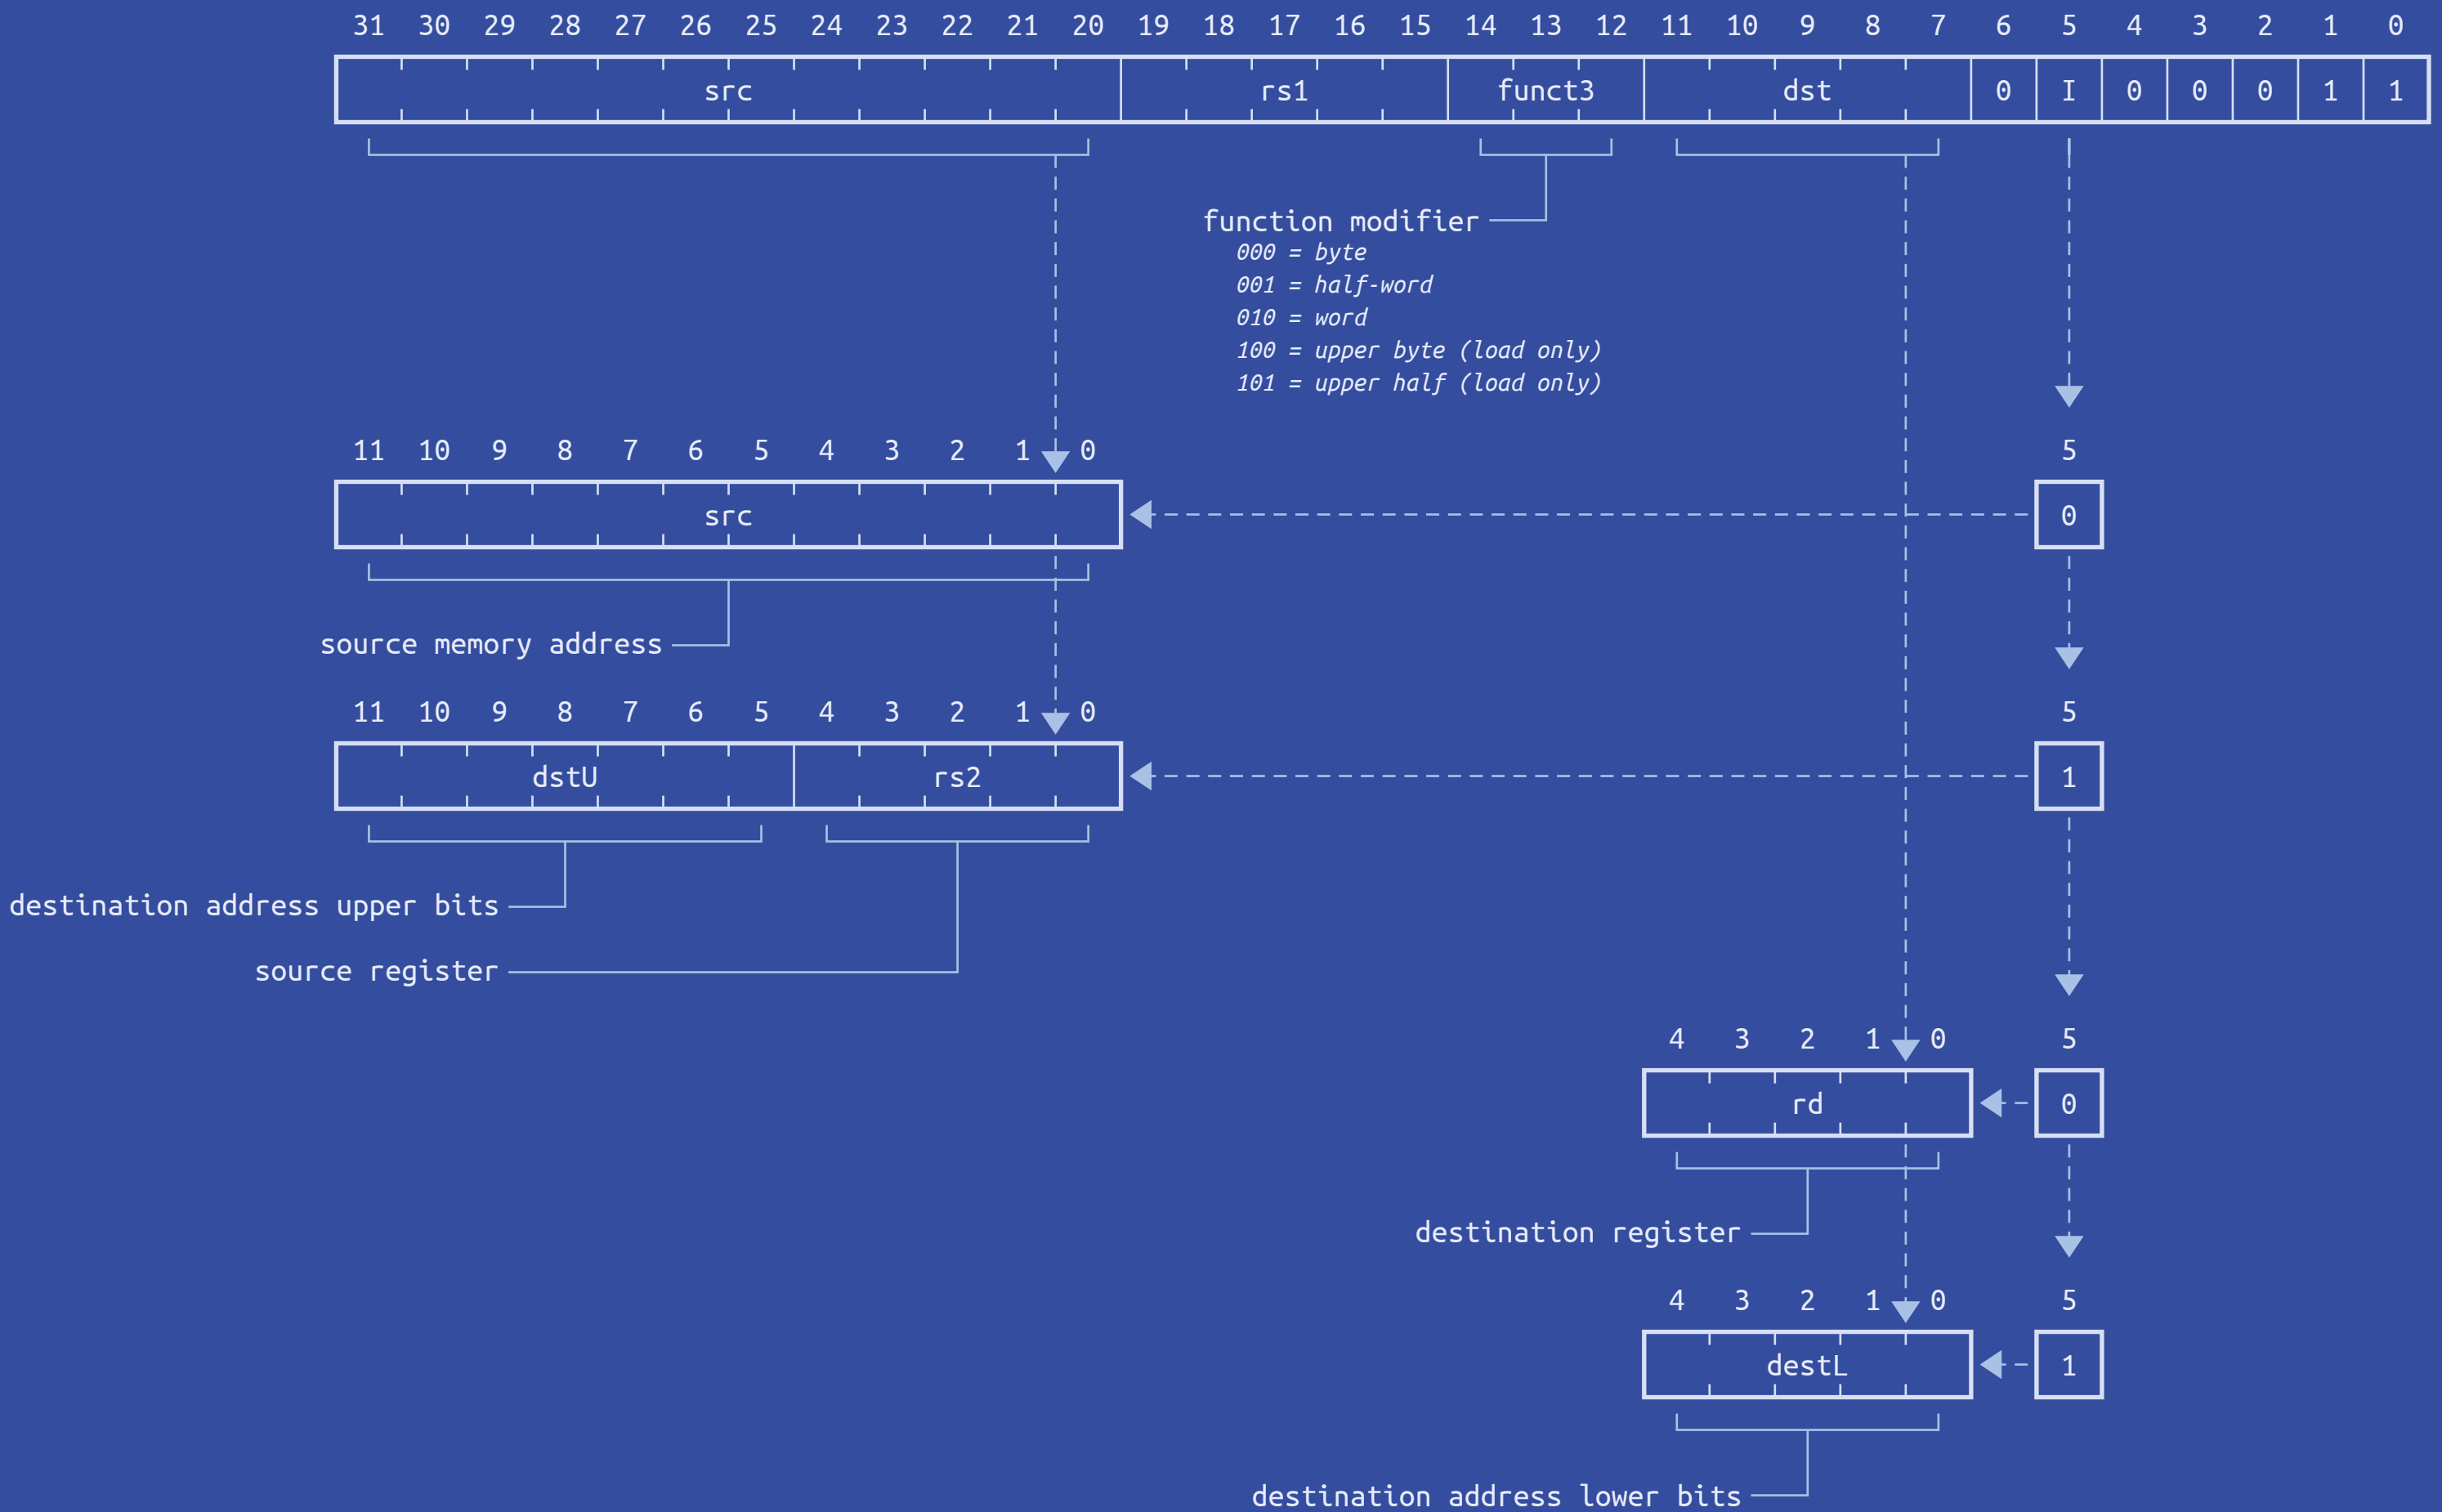 31 30 29 28 27 26 25 24 23 22 21 20 19 18 17 16 15 14 13 12 11 10 9 8 7 6 5 4 3 2 1 0
src rs1 funct3 dst 0 I 0 0 0 1 1
function modifier
000 = byte
001 = half-word
010 = word
100 = upper byte (load only)
101 = upper half (load only)
11 10 9 8 7 6 5 4 3 2 1 0 5
src 0
source memory address
11 10 9 8 7 6 5 4 3 2 1 0 5
dstU rs2 1
destination address upper bits
source register
4 3 2 1 0 5
rd 0
destination register
4 3 2 1 0 5
destL 1
destination address lower bits